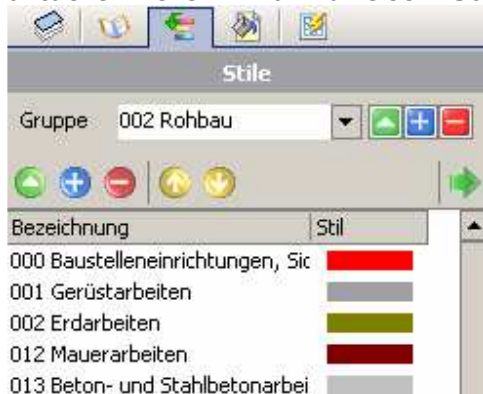 Stile
Gruppe 002 Rohbau
Bezeichnung Stil
000 Baustelleneinrichtungen, Sic
001 Gerüstarbeiten
002 Erdarbeiten
012 Mauerarbeiten
013 Beton- und Stahlbetonarbei